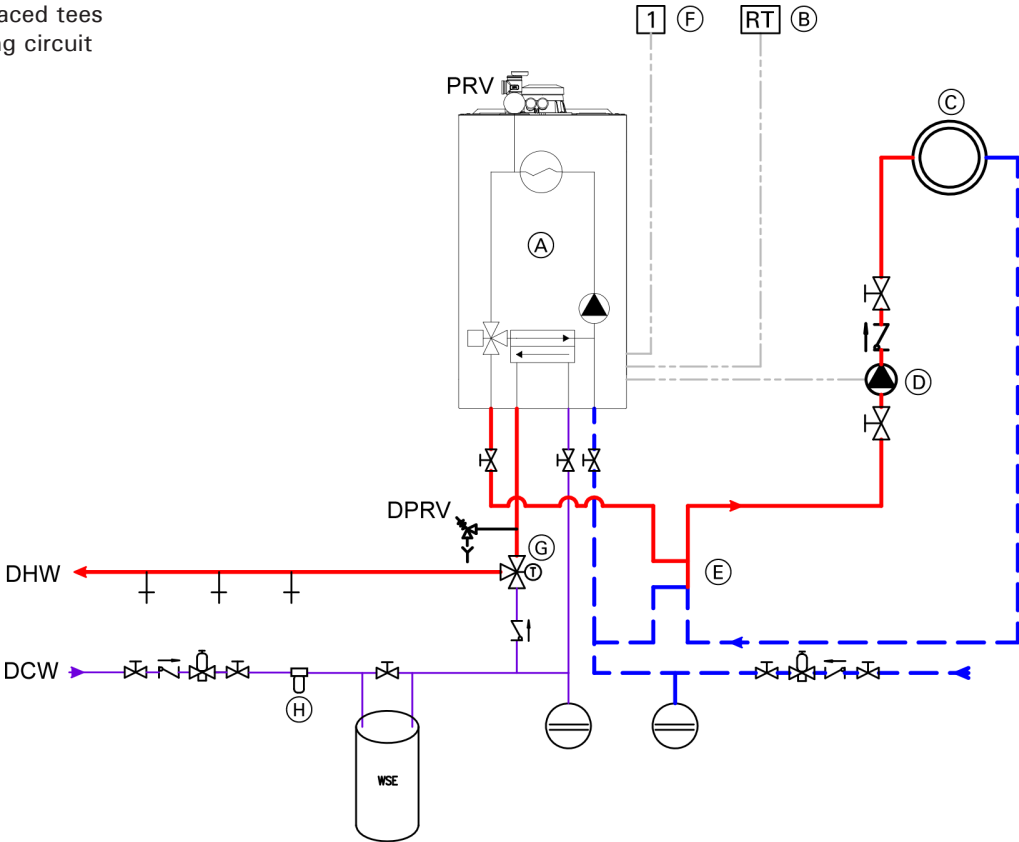 aced tees
g circuit
1 F
RT B
PRV
C
A
D
DPRV
G
T
DHW
E
DCW
H
WSE